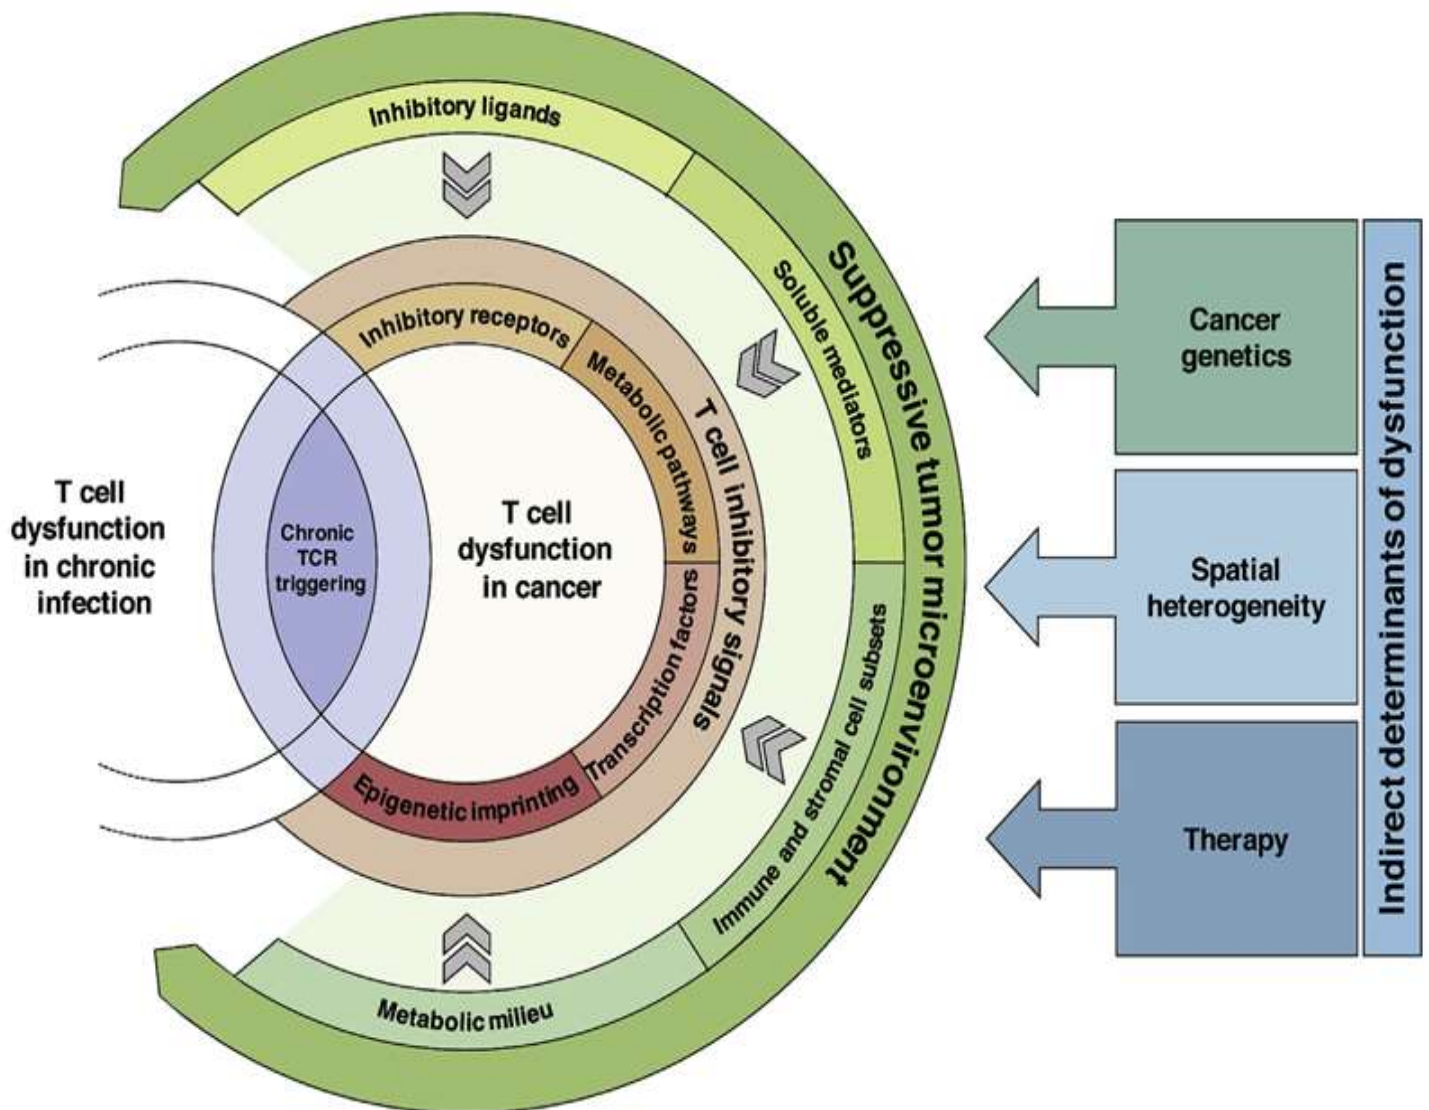 Inhibitory ligands
Soluble mediators
Suppressive tumor microenvironment
Inhibitory receptors
Metabolic pathways
T cell inhibitory signals
T cell
dysfunction
in chronic
infection
Chronic
TCR
triggering
T cell
dysfunction
in cancer
Transcription factors
Epigenetic imprinting
Immune and stromal cell subsets
Metabolic milieu
Cancer
genetics
Spatial
heterogeneity
Therapy
Indirect determinants of dysfunction